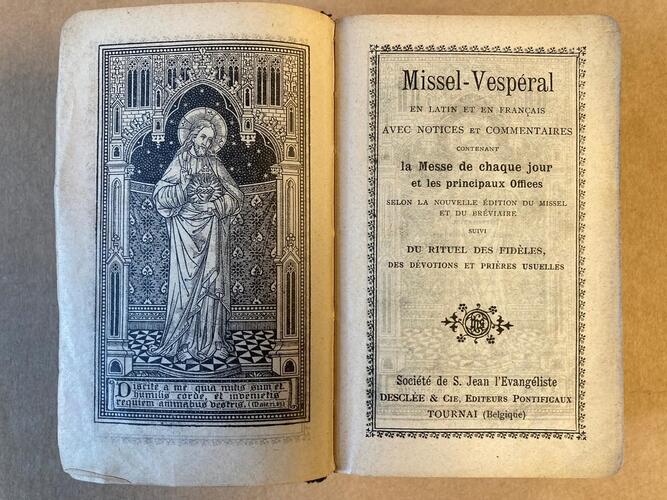 Discite a me quia mitis sum et
humilis corde, et invenietis
requiem animabus vestris.
Missel-Vespéral
EN LATIN ET EN FRANÇAIS
AVEC NOTICES ET COMMENTAIRES
CONTENANT
la Messe de chaque jour
et les principaux Offices
SELON LA NOUVELLE ÉDITION DU MISSEL
ET DU BRÉVIAIRE
SUIVI
DU RITUEL DES FIDÈLES,
DES DÉVOTIONS ET PRIÈRES USUELLES
Société de S. Jean l'Evangéliste
DESCLÉE & CIE, EDITEURS PONTIFICAUX
TOURNAI (Belgique)